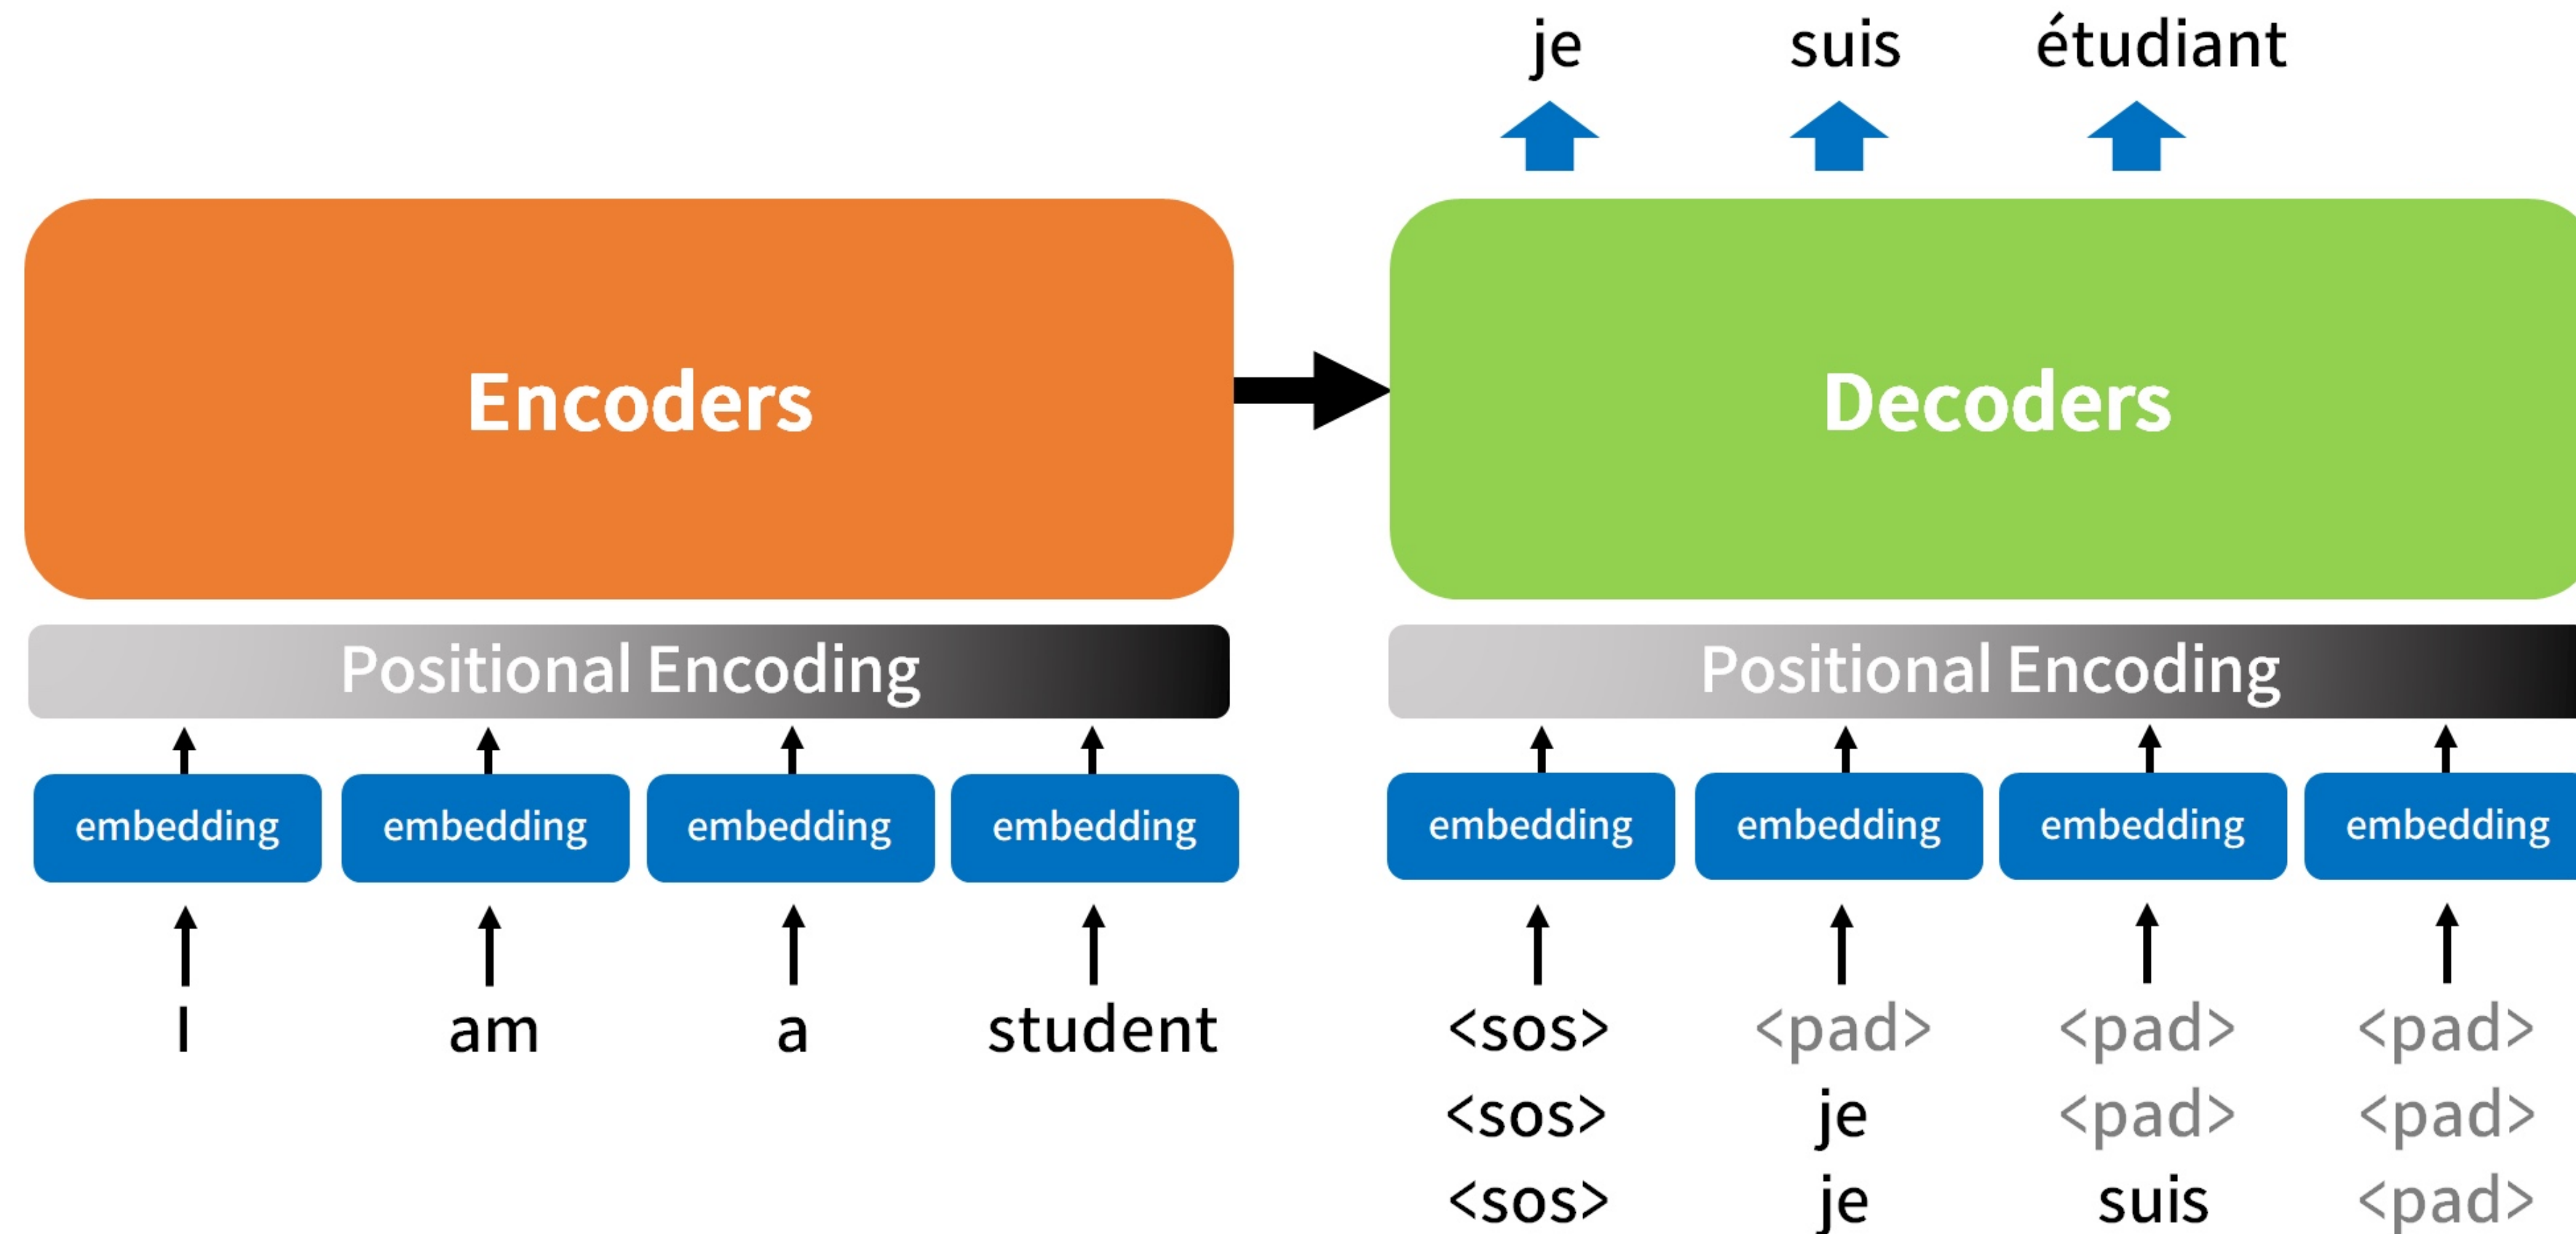 je suis étudiant
Encoders
Decoders
Positional Encoding
Positional Encoding
embedding embedding embedding embedding
embedding embedding embedding embedding
I am a student
<sos> <pad> <pad> <pad>
<sos> je <pad> <pad>
<sos> je suis <pad>